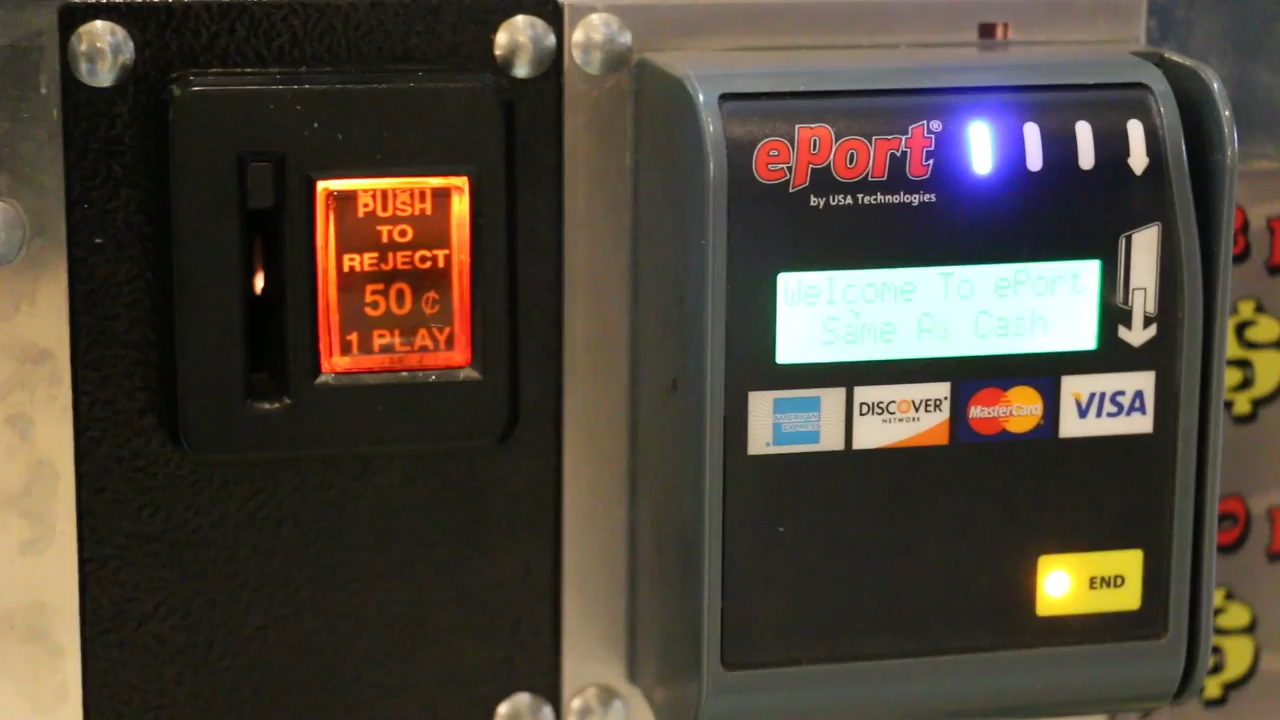 PUSH
TO
REJECT
50 ¢
1 PLAY
ePort®
by USA Technologies
Welcome To ePort
Same As Cash
AMERICAN
EXPRESS
DISCOVER
NETWORK
MasterCard
VISA
END